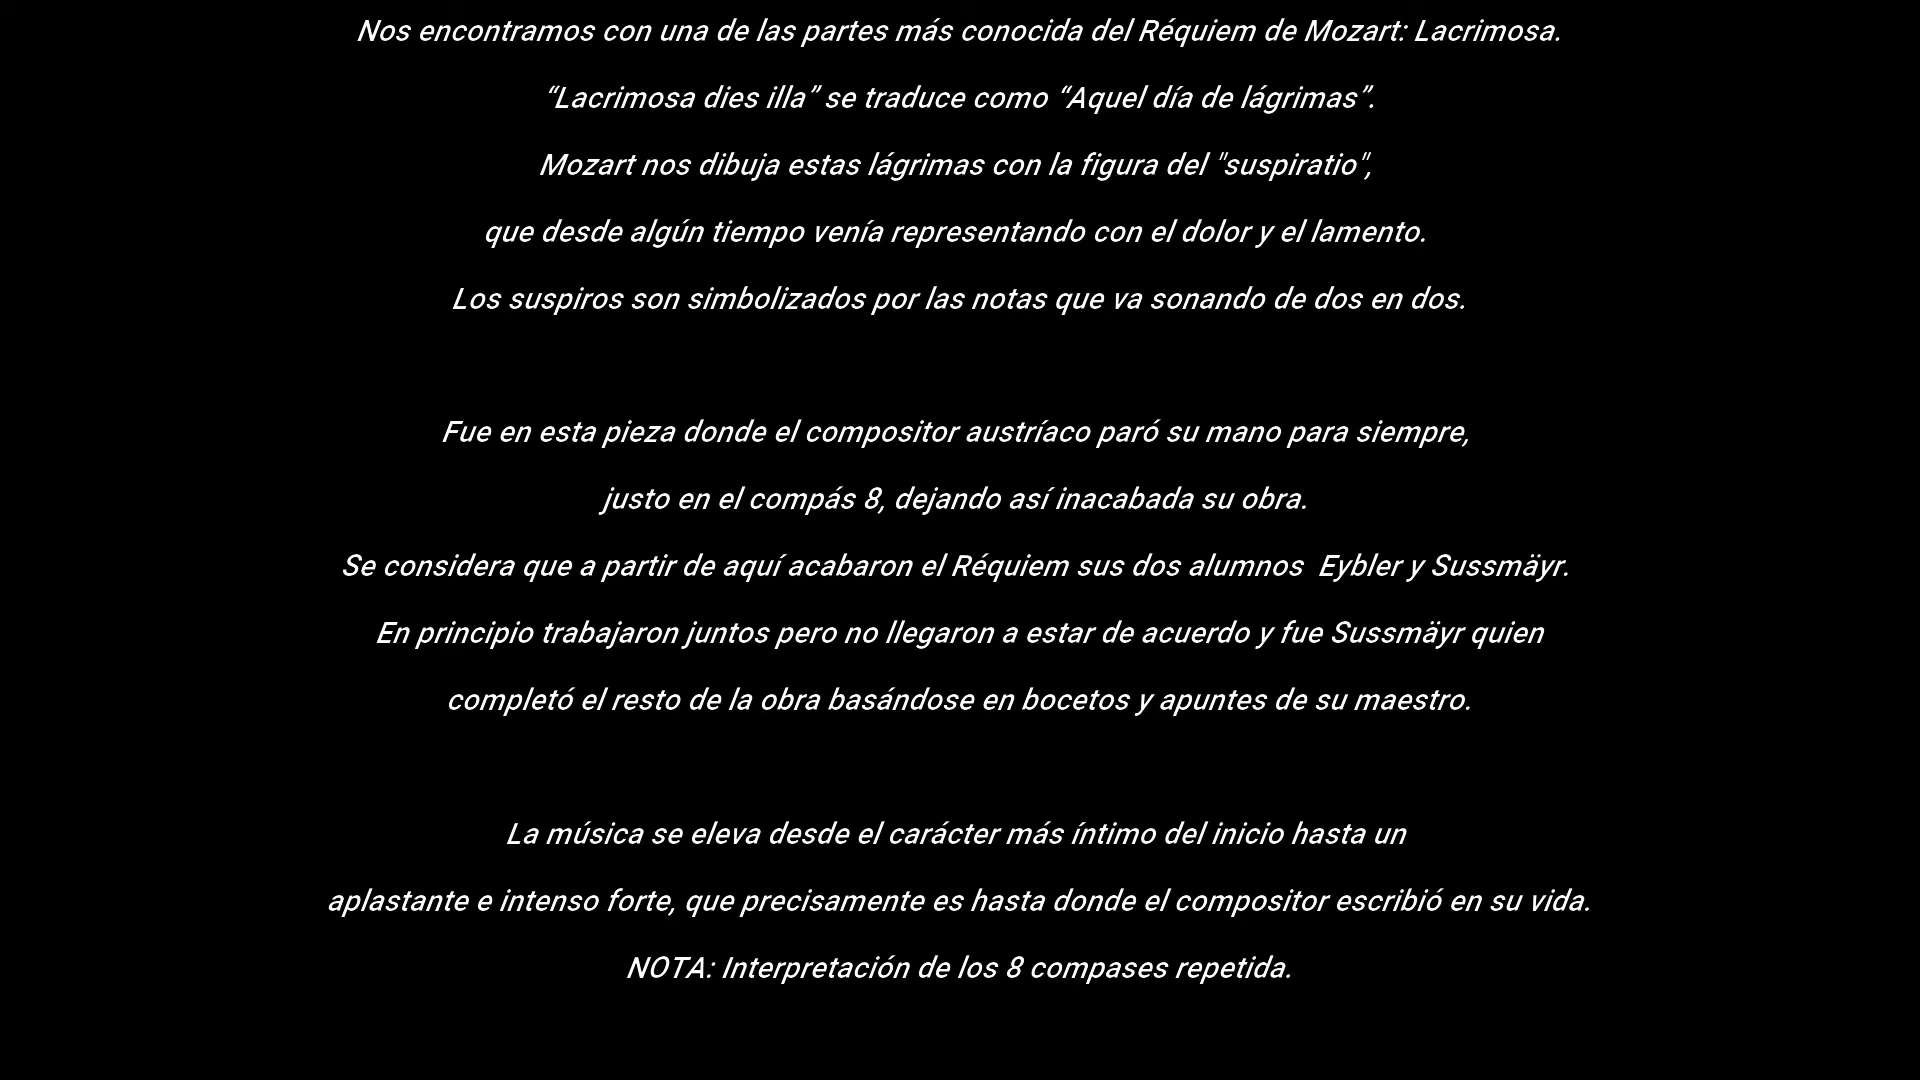 Nos encontramos con una de las partes más conocida del Réquiem de Mozart: Lacrimosa.
“Lacrimosa dies illa” se traduce como “Aquel día de lágrimas”.
Mozart nos dibuja estas lágrimas con la figura del "suspiratio",
que desde algún tiempo venía representando con el dolor y el lamento.
Los suspiros son simbolizados por las notas que va sonando de dos en dos.
Fue en esta pieza donde el compositor austríaco paró su mano para siempre,
justo en el compás 8, dejando así inacabada su obra.
Se considera que a partir de aquí acabaron el Réquiem sus dos alumnos  Eybler y Sussmäyr.
En principio trabajaron juntos pero no llegaron a estar de acuerdo y fue Sussmäyr quien
completó el resto de la obra basándose en bocetos y apuntes de su maestro.
La música se eleva desde el carácter más íntimo del inicio hasta un
aplastante e intenso forte, que precisamente es hasta donde el compositor escribió en su vida.
NOTA: Interpretación de los 8 compases repetida.